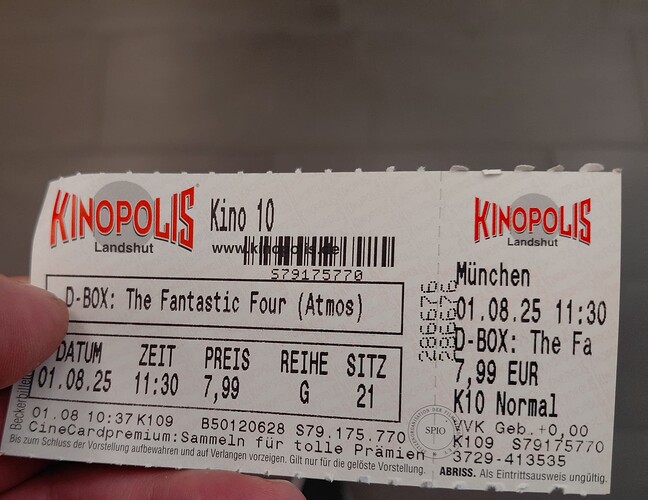 KINOPOLIS
Landshut
Kino 10
www.kinopolis.de
S79175770
D-BOX: The Fantastic Four (Atmos)
DATUM ZEIT PREIS REIHE SITZ
01.08.25 11:30 7,99 G 21
01.08 10:37 K109 B50120628 S79.175.770
CineCardpremium:Sammeln für tolle Prämien
Bis zum Schluss der Vorstellung aufbewahren und auf Verlangen vorzeigen. Gilt nur für die gelöste Vorstellung.
SPIO
KINOPOLIS
Landshut
München
01.08.25 11:30
D-BOX: The Fa
7,99 EUR
K10 Normal
VVK Geb.+0,00
K109 S79175770
3729-413535
ABRISS. Als Eintrittsausweis ungültig.